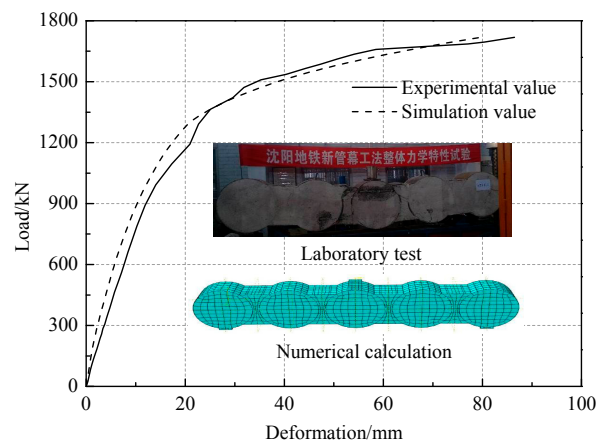 1800
1500
1200
900
600
300
0
Load/kN
Experimental value
Simulation value
沈阳地铁新管幕工法整体力学特性试验
Laboratory test
Numerical calculation
0 20 40 60 80 100
Deformation/mm